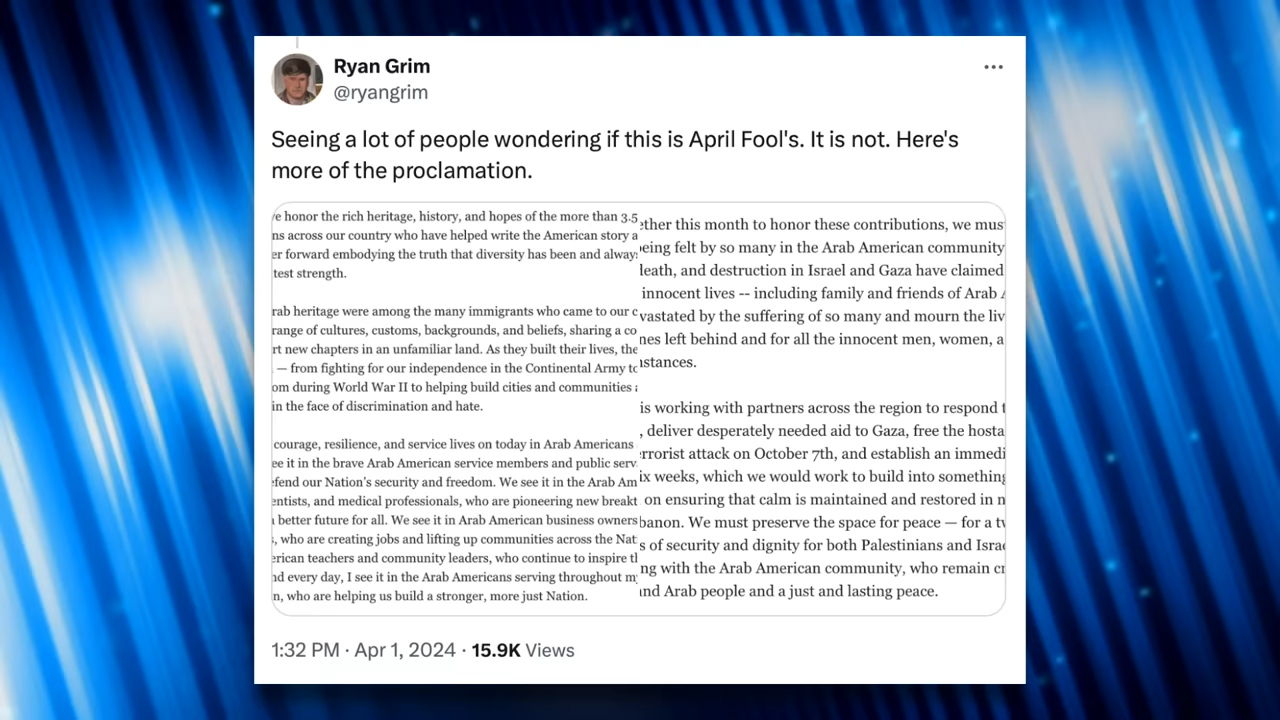 Ryan Grim
@ryangrim
Seeing a lot of people wondering if this is April Fool's. It is not. Here's
more of the proclamation.
e honor the rich heritage, history, and hopes of the more than 3.5
ns across our country who have helped write the American story a
er forward embodying the truth that diversity has been and always
test strength.
rab heritage were among the many immigrants who came to our c
range of cultures, customs, backgrounds, and beliefs, sharing a co
rt new chapters in an unfamiliar land. As they built their lives, the
— from fighting for our independence in the Continental Army to
om during World War II to helping build cities and communities a
in the face of discrimination and hate.
courage, resilience, and service lives on today in Arab Americans
ee it in the brave Arab American service members and public serv
efend our Nation's security and freedom. We see it in the Arab Am
entists, and medical professionals, who are pioneering new breakt
better future for all. We see it in Arab American business owners
, who are creating jobs and lifting up communities across the Nat
erican teachers and community leaders, who continue to inspire th
nd every day, I see it in the Arab Americans serving throughout my
n, who are helping us build a stronger, more just Nation.
ether this month to honor these contributions, we mus
eing felt by so many in the Arab American community
death, and destruction in Israel and Gaza have claimed
innocent lives -- including family and friends of Arab A
vastated by the suffering of so many and mourn the liv
nes left behind and for all the innocent men, women, a
nstances.
is working with partners across the region to respond t
, deliver desperately needed aid to Gaza, free the hosta
rrorist attack on October 7th, and establish an immedi
ix weeks, which we would work to build into something
on ensuring that calm is maintained and restored in n
banon. We must preserve the space for peace — for a tw
s of security and dignity for both Palestinians and Israe
ng with the Arab American community, who remain cr
and Arab people and a just and lasting peace.
1:32 PM · Apr 1, 2024 · 15.9K Views